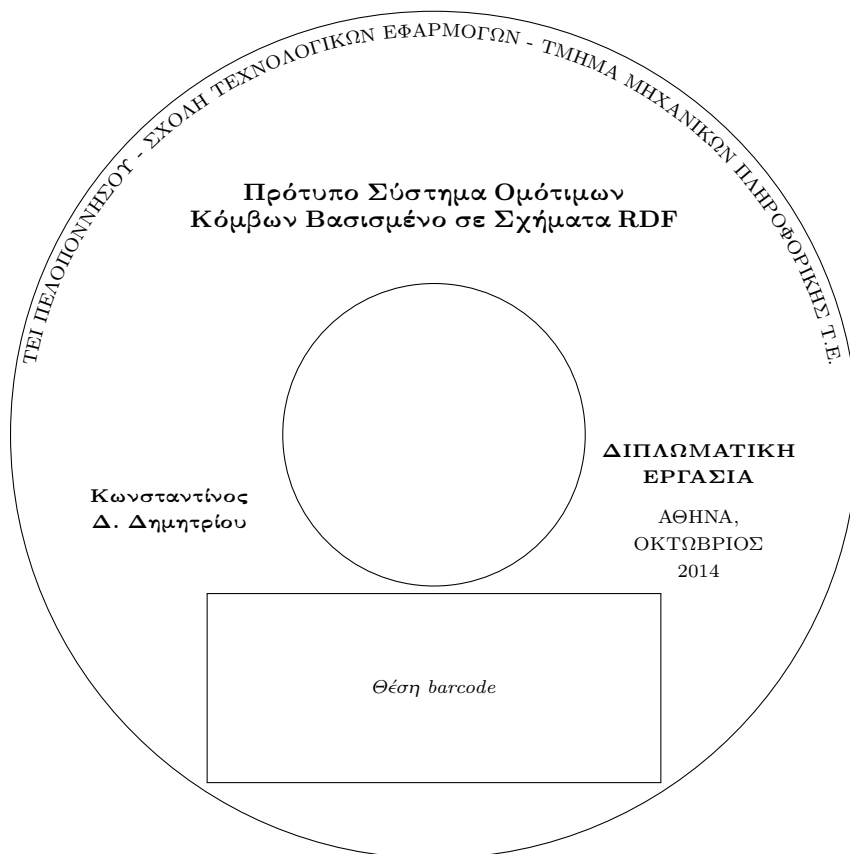 ΤΕΙ ΠΕΛΟΠΟΝΝΗΣΟΥ - ΣΧΟΛΗ ΤΕΧΝΟΛΟΓΙΚΩΝ ΕΦΑΡΜΟΓΩΝ - ΤΜΗΜΑ ΜΗΧΑΝΙΚΩΝ ΠΛΗΡΟΦΟΡΙΚΗΣ Τ.Ε.
Πρότυπο Σύστημα Ομότιμων
Κόμβων Βασισμένο σε Σχήματα RDF
Κωνσταντίνος
Δ. Δημητρίου
ΔΙΠΛΩΜΑΤΙΚΗ
ΕΡΓΑΣΙΑ
ΑΘΗΝΑ,
ΟΚΤΩΒΡΙΟΣ
2014
Θέση barcode